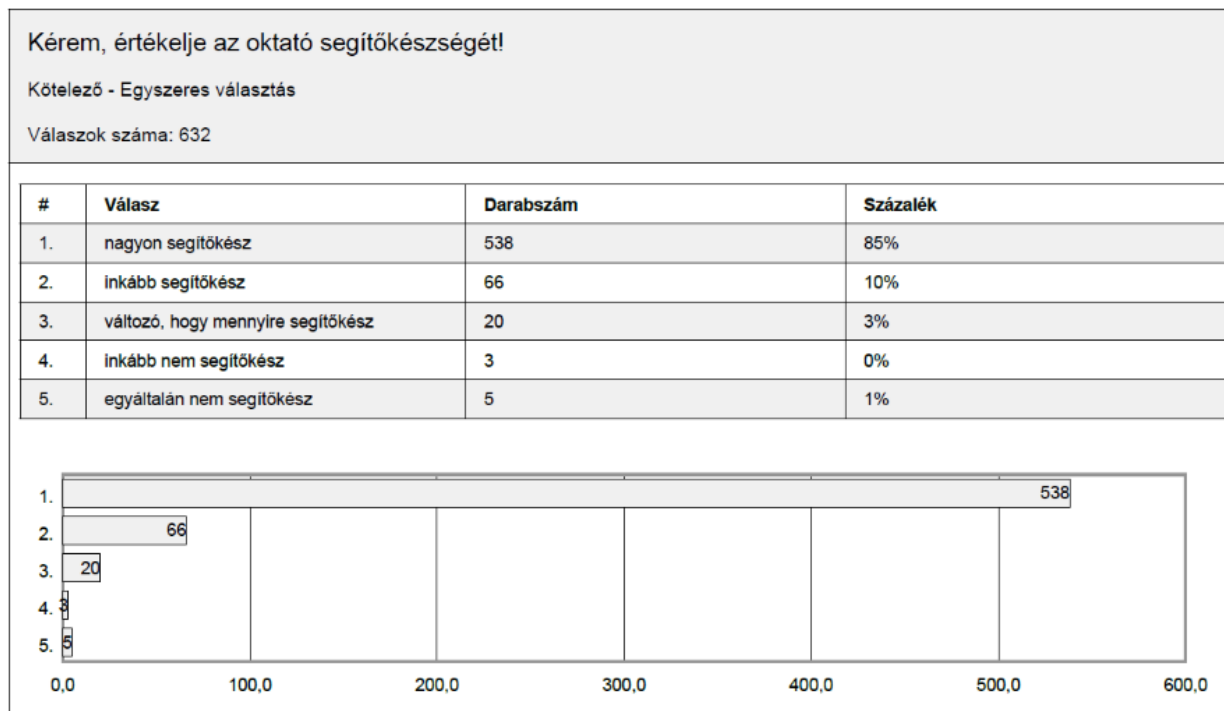 Kérem, értékelje az oktató segítőkészségét!
Kötelező - Egyszeres választás
Válaszok száma: 632
# Válasz Darabszám Százalék
1. nagyon segítőkész 538 85%
2. inkább segítőkész 66 10%
3. változó, hogy mennyire segítőkész 20 3%
4. inkább nem segítőkész 3 0%
5. egyáltalán nem segítőkész 5 1%
1. 538
2. 66
3. 20
4. 3
5. 5
0,0 100,0 200,0 300,0 400,0 500,0 600,0